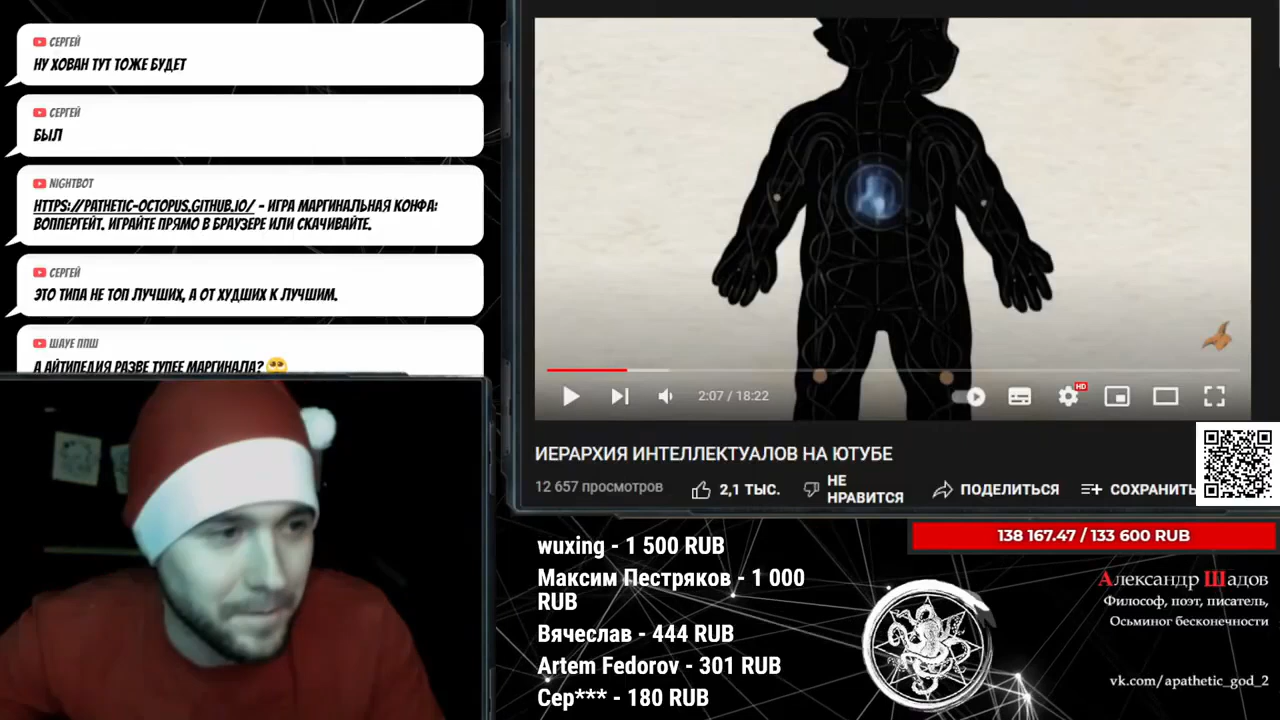 СЕРГЕЙ
НУ ХОВАН ТУТ ТОЖЕ БУДЕТ
СЕРГЕЙ
БЫЛ
NIGHTBOT
HTTPS://PATHETIC-OCTOPUS.GITHUB.IO/ - ИГРА МАРГИНАЛЬНАЯ КОНФА:
ВОППЕРГЕЙТ. ИГРАЙТЕ ПРЯМО В БРАУЗЕРЕ ИЛИ СКАЧИВАЙТЕ.
СЕРГЕЙ
ЭТО ТИПА НЕ ТОП ЛУЧШИХ, А ОТ ХУДШИХ К ЛУЧШИМ.
ШАУЕ ППШ
А АЙТИПЕДИЯ РАЗВЕ ТУПЕЕ МАРГИНАЛА? 🥺
2:07 / 18:22
HD
ИЕРАРХИЯ ИНТЕЛЛЕКТУАЛОВ НА ЮТУБЕ
12 657 просмотров
2,1 ТЫС.
НЕ
НРАВИТСЯ
ПОДЕЛИТЬСЯ
СОХРАНИТЬ
138 167.47 / 133 600 RUB
wuxing - 1 500 RUB
Максим Пестряков - 1 000
RUB
Вячеслав - 444 RUB
Artem Fedorov - 301 RUB
Сер*** - 180 RUB
Александр Шадов
Философ, поэт, писатель,
Осьминог бесконечности
vk.com/apathetic_god_2